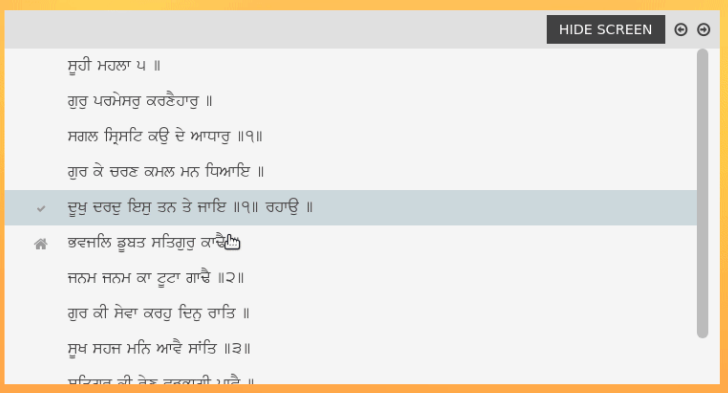 HIDE SCREEN
ਸੂਹੀ ਮਹਲਾ ੫ ॥
ਗੁਰੁ ਪਰਮੇਸਰੁ ਕਰਣੈਹਾਰੁ ॥
ਸਗਲ ਸ੍ਰਿਸਟਿ ਕਉ ਦੇ ਆਧਾਰੁ ॥੧॥
ਗੁਰ ਕੇ ਚਰਣ ਕਮਲ ਮਨ ਧਿਆਇ ॥
ਦੂਖੁ ਦਰਦੁ ਇਸੁ ਤਨ ਤੇ ਜਾਇ ॥੧॥ ਰਹਾਉ ॥
ਭਵਜਲਿ ਡੂਬਤ ਸਤਿਗੁਰੁ ਕਾਢੈ
ਜਨਮ ਜਨਮ ਕਾ ਟੂਟਾ ਗਾਢੈ ॥੨॥
ਗੁਰ ਕੀ ਸੇਵਾ ਕਰਹੁ ਦਿਨੁ ਰਾਤਿ ॥
ਸੂਖ ਸਹਜ ਮਨਿ ਆਵੈ ਸਾਂਤਿ ॥੩॥